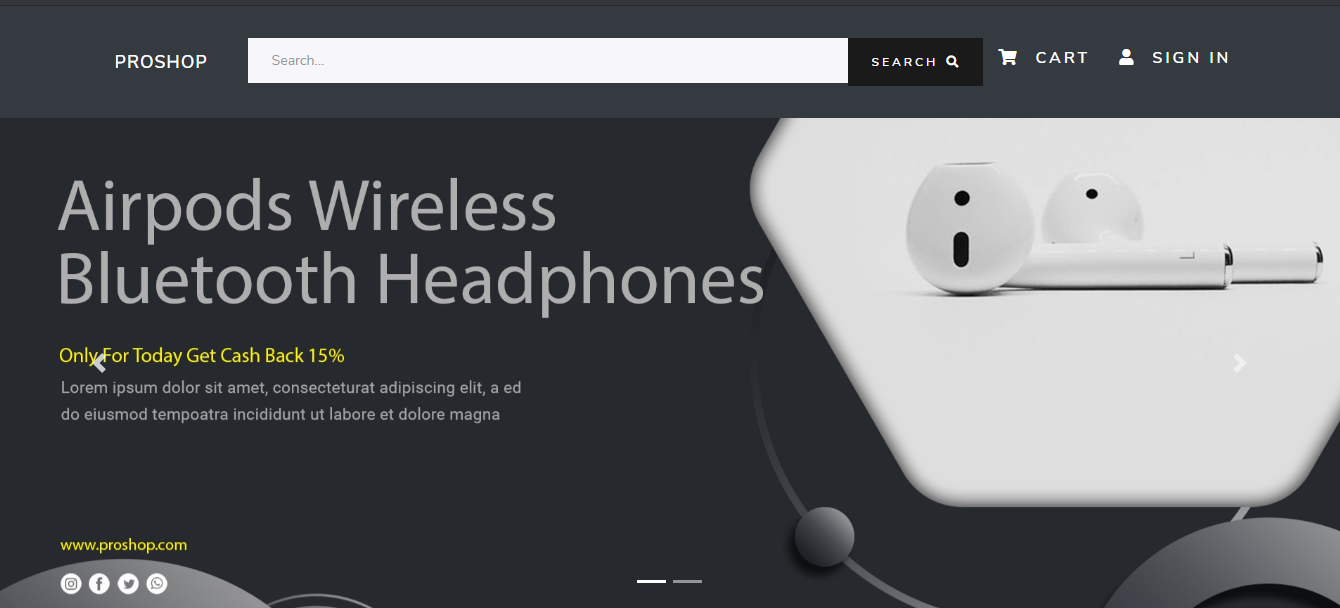 PROSHOP
Search...
SEARCH
CART
SIGN IN
Airpods Wireless
Bluetooth Headphones
Only For Today Get Cash Back 15%
Lorem ipsum dolor sit amet, consecteturat adipiscing elit, a ed
do eiusmod tempoatra incididunt ut labore et dolore magna
www.proshop.com